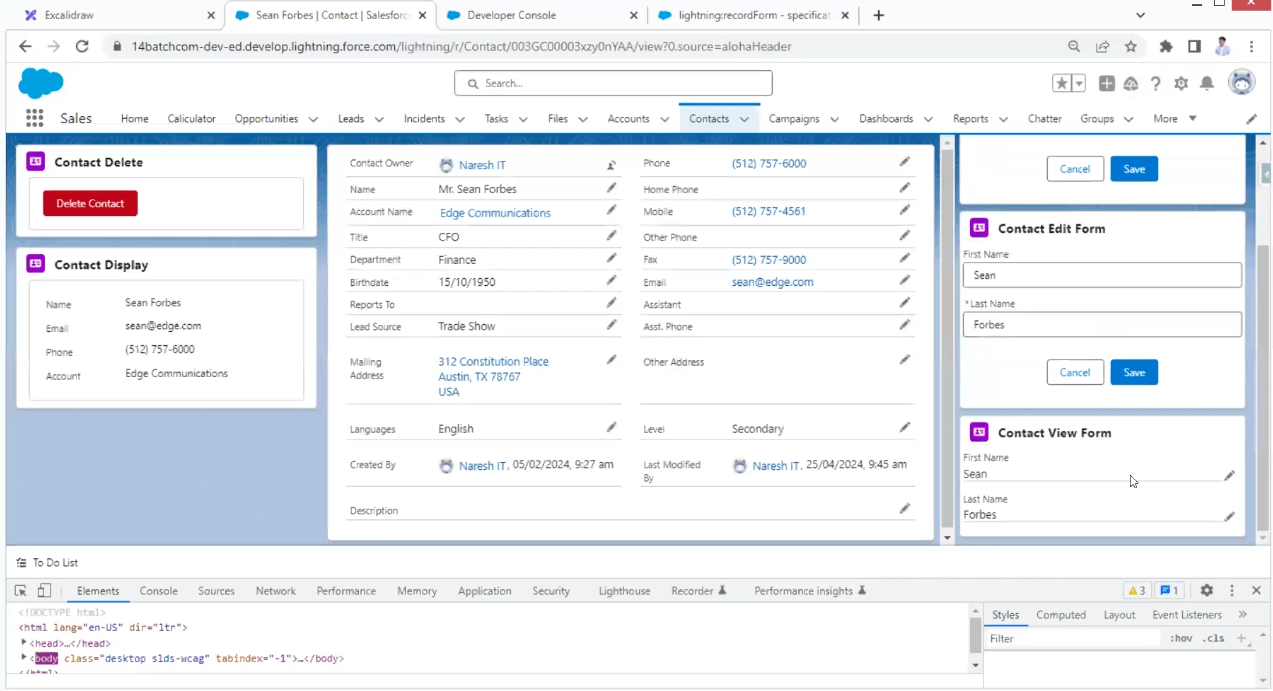 Excalidraw
Sean Forbes | Contact | Salesforc
Developer Console
lightning:recordForm - specificat
14batchcom-dev-ed.develop.lightning.force.com/lightning/r/Contact/003GC00003xzy0nYAA/view?0.source=alohaHeader
Search...
Sales
Home
Calculator
Opportunities
Leads
Incidents
Tasks
Files
Accounts
Contacts
Campaigns
Dashboards
Reports
Chatter
Groups
More
Contact Delete
Delete Contact
Contact Display
Name Sean Forbes
Email sean@edge.com
Phone (512) 757-6000
Account Edge Communications
Contact Owner Naresh IT
Name Mr. Sean Forbes
Account Name Edge Communications
Title CFO
Department Finance
Birthdate 15/10/1950
Reports To
Lead Source Trade Show
Mailing Address
312 Constitution Place
Austin, TX 78767
USA
Languages English
Created By Naresh IT, 05/02/2024, 9:27 am
Description
Phone (512) 757-6000
Home Phone
Mobile (512) 757-4561
Other Phone
Fax (512) 757-9000
Email sean@edge.com
Assistant
Asst. Phone
Other Address
Level Secondary
Last Modified By Naresh IT, 25/04/2024, 9:45 am
Cancel Save
Contact Edit Form
First Name
Sean
*Last Name
Forbes
Cancel Save
Contact View Form
First Name
Sean
Last Name
Forbes
To Do List
Elements Console Sources Network Performance Memory Application Security Lighthouse Recorder Performance insights 3 1
<!DOCTYPE html>
<html lang="en-US" dir="ltr">
<head>…</head>
<body class="desktop slds-wcag" tabindex="-1">…</body>
</html>
Styles Computed Layout Event Listeners »
Filter :hov .cls +